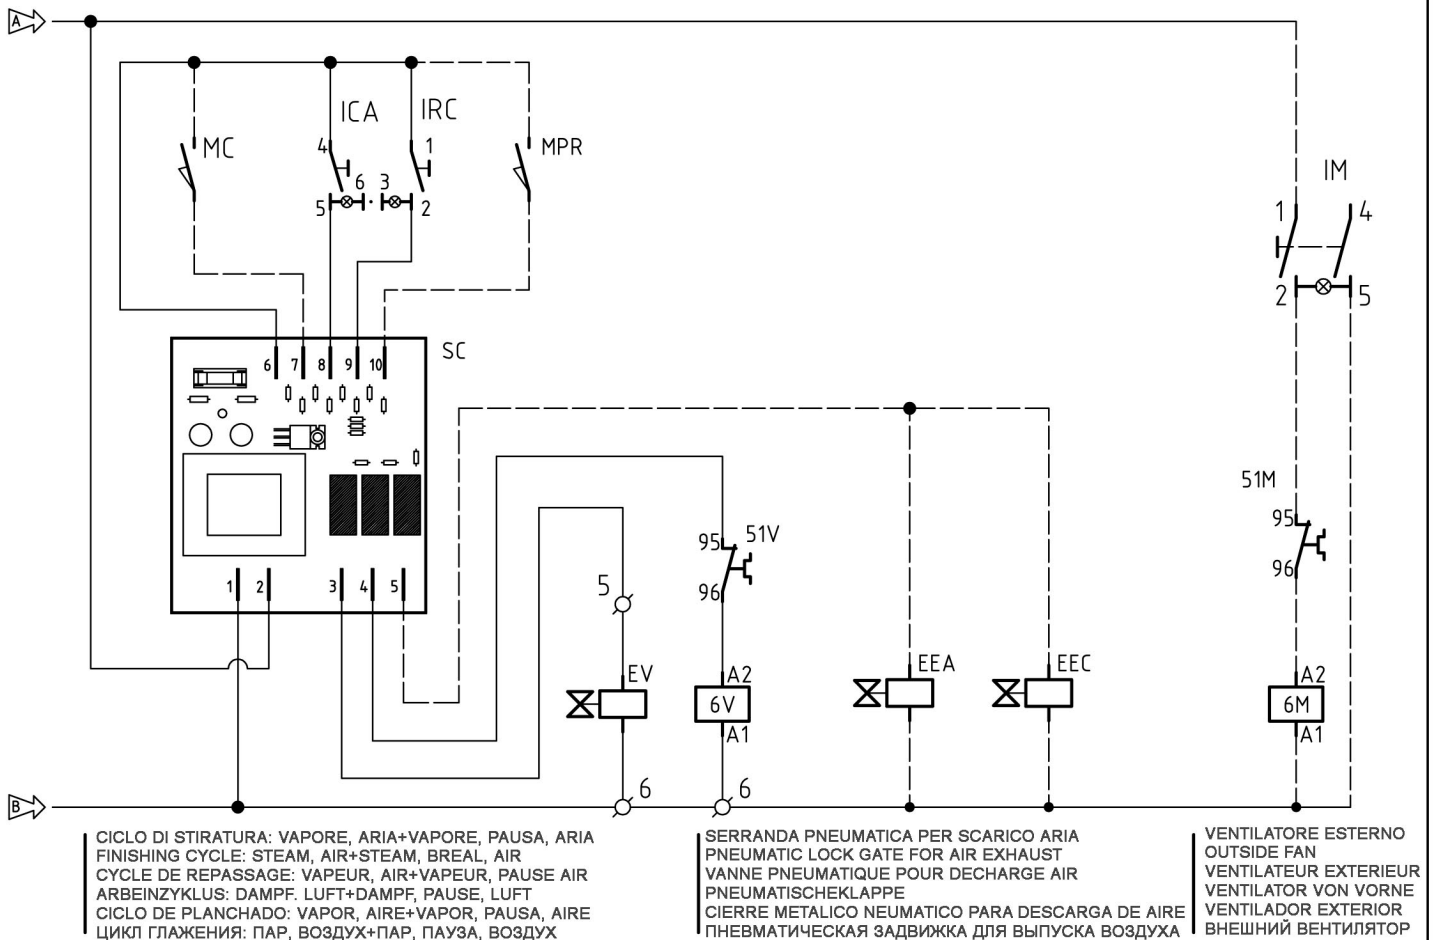 A
ICA
IRC
MC
4
1
MPR
6
3
5
2
IM
1
4
2
5
SC
6
7
8
9
10
51M
95
96
51V
95
96
1
2
3
4
5
5
EV
A2
6V
A1
EEA
EEC
A2
6M
A1
6
6
B
CICLO DI STIRATURA: VAPORE, ARIA+VAPORE, PAUSA, ARIA
FINISHING CYCLE: STEAM, AIR+STEAM, BREAL, AIR
CYCLE DE REPASSAGE: VAPEUR, AIR+VAPEUR, PAUSE AIR
ARBEINZYKLUS: DAMPF. LUFT+DAMPF, PAUSE, LUFT
CICLO DE PLANCHADO: VAPOR, AIRE+VAPOR, PAUSA, AIRE
ЦИКЛ ГЛАЖЕНИЯ: ПАР, ВОЗДУХ+ПАР, ПАУЗА, ВОЗДУХ
SERRANDA PNEUMATICA PER SCARICO ARIA
PNEUMATIC LOCK GATE FOR AIR EXHAUST
VANNE PNEUMATIQUE POUR DECHARGE AIR
PNEUMATISCHEKLAPPE
CIERRE METALICO NEUMATICO PARA DESCARGA DE AIRE
ПНЕВМАТИЧЕСКАЯ ЗАДВИЖКА ДЛЯ ВЫПУСКА ВОЗДУХА
VENTILATORE ESTERNO
OUTSIDE FAN
VENTILATEUR EXTERIEUR
VENTILATOR VON VORNE
VENTILADOR EXTERIOR
ВНЕШНИЙ ВЕНТИЛЯТОР